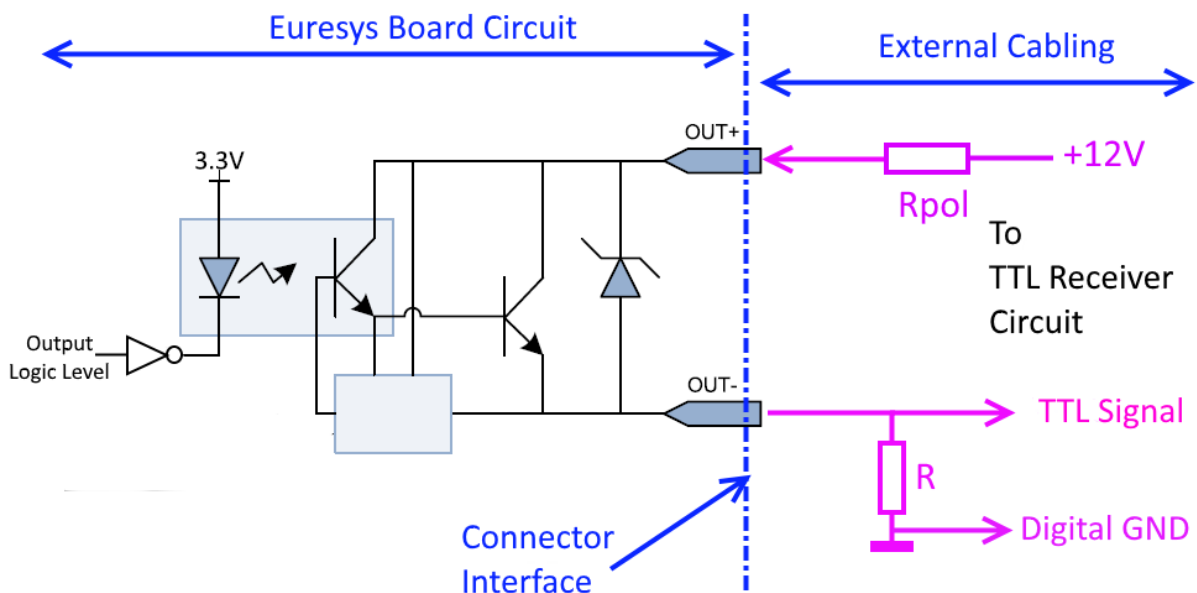 Euresys Board Circuit
External Cabling
OUT+
3.3V
+12V
Rpol
To
TTL Receiver
Circuit
Output
Logic Level
OUT-
TTL Signal
R
Digital GND
Connector
Interface